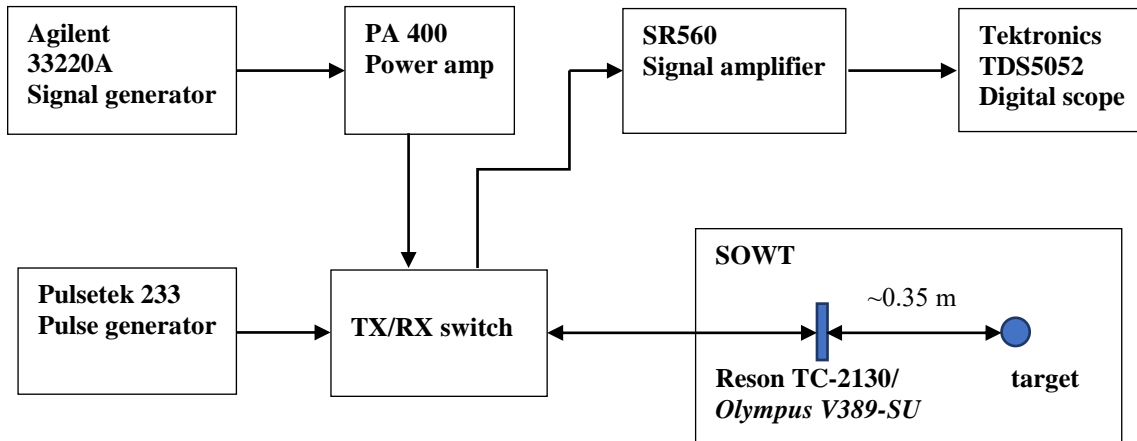 Agilent
33220A
Signal generator
PA 400
Power amp
SR560
Signal amplifier
Tektronics
TDS5052
Digital scope
Pulsetek 233
Pulse generator
TX/RX switch
SOWT
~0.35 m
Reson TC-2130/
Olympus V389-SU
target